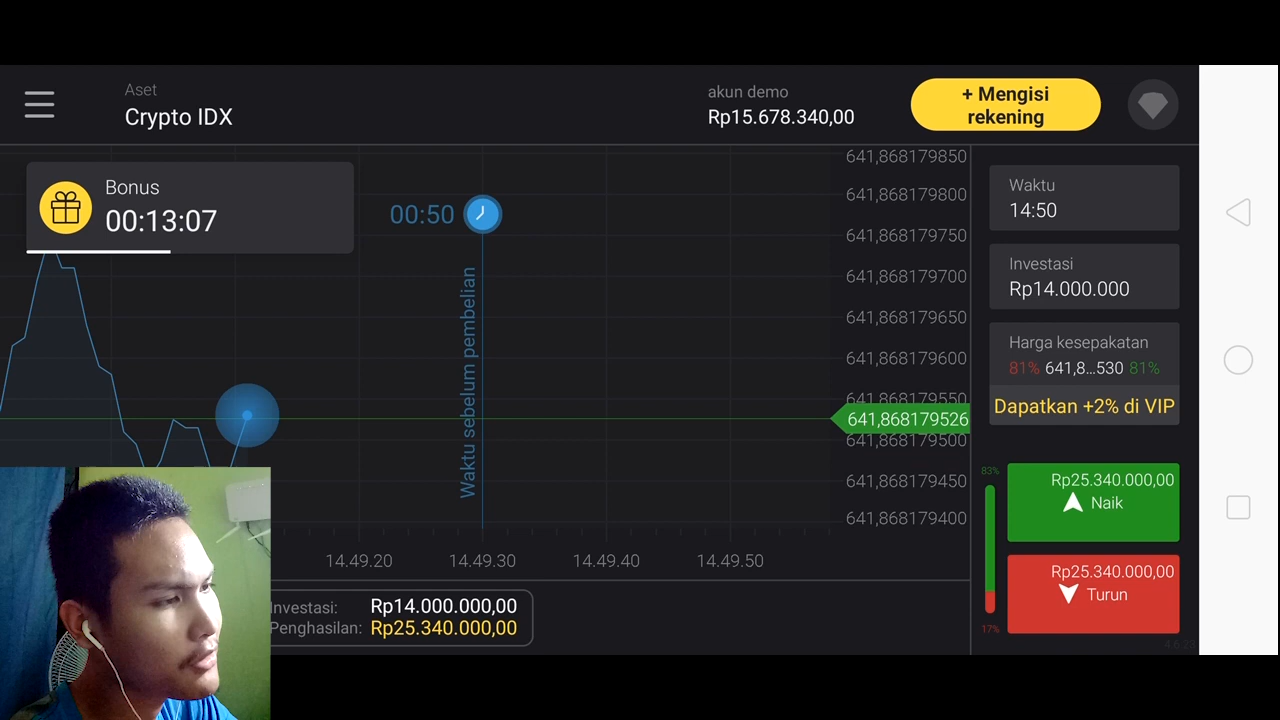 Aset
Crypto IDX
akun demo
Rp15.678.340,00
+ Mengisi
rekening
Bonus
00:13:07
00:50
Waktu sebelum pembelian
641,868179850
641,868179800
641,868179750
641,868179700
641,868179650
641,868179600
641,868179550
641,868179526
641,868179500
641,868179450
641,868179400
14.49.20
14.49.30
14.49.40
14.49.50
Investasi: Rp14.000.000,00
Penghasilan: Rp25.340.000,00
Waktu
14:50
Investasi
Rp14.000.000
Harga kesepakatan
81% 641,8...530 81%
Dapatkan +2% di VIP
83%
Rp25.340.000,00
Naik
Rp25.340.000,00
Turun
17%